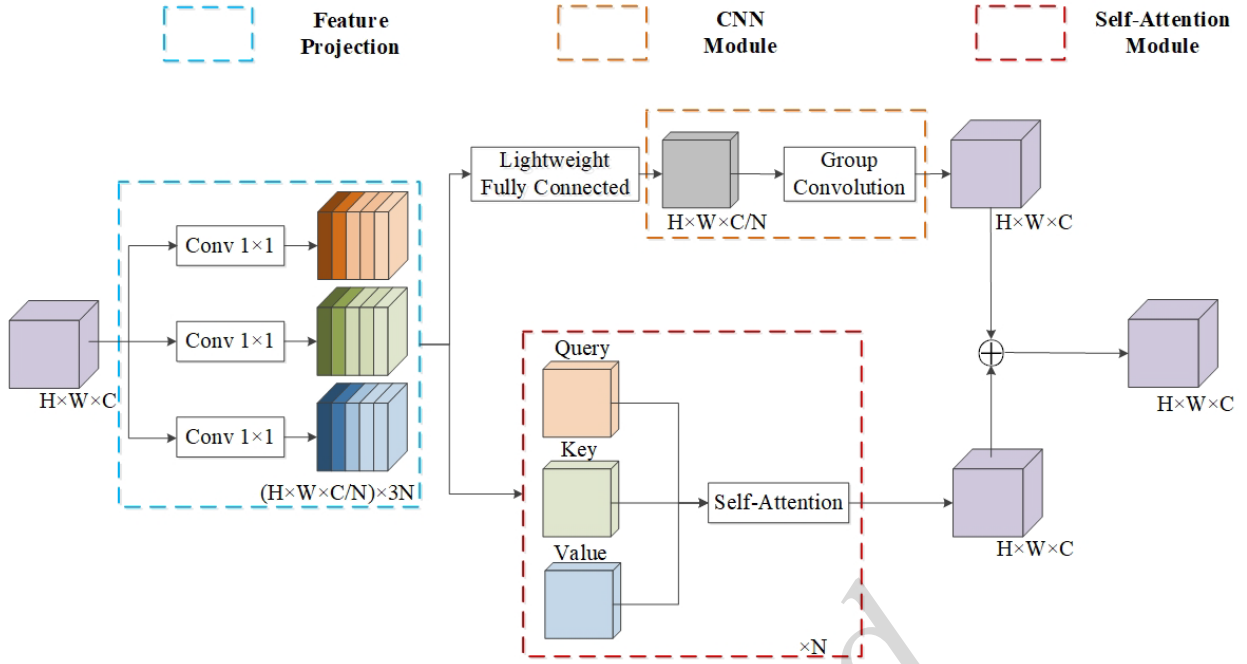 Feature
Projection
CNN
Module
Self-Attention
Module
Lightweight
Fully Connected
H×W×C/N
Group
Convolution
H×W×C
Conv 1×1
Conv 1×1
Conv 1×1
H×W×C
(H×W×C/N)×3N
Query
Key
Value
Self-Attention
×N
H×W×C
H×W×C
d